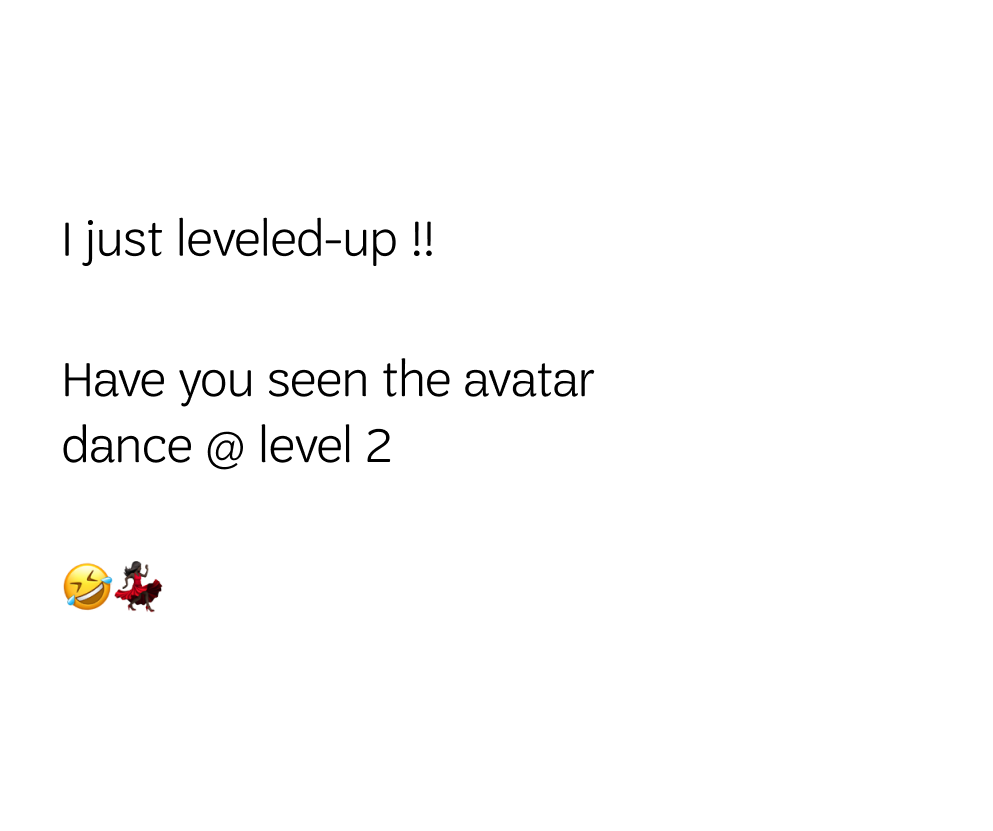 I just leveled-up !!
Have you seen the avatar
dance @ level 2
🤣💃🏿